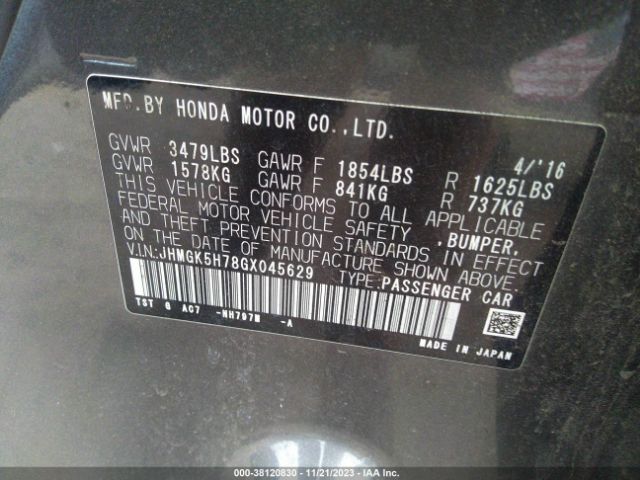 MFD.BY HONDA MOTOR CO.,LTD.
4/'16
GVWR 3479LBS GAWR F 1854LBS R 1625LBS
GVWR 1578KG GAWR F 841KG R 737KG
THIS VEHICLE CONFORMS TO ALL APPLICABLE
FEDERAL MOTOR VEHICLE SAFETY ,BUMPER,
AND THEFT PREVENTION STANDARDS IN EFFECT
ON THE DATE OF MANUFACTURE SHOWN ABOVE.
V.I.N:JHMGK5H78GX045629 TYPE:PASSENGER CAR
TST G AC7 -NH797M -A
MADE IN JAPAN
000-38120830 - 11/21/2023 - IAA Inc.